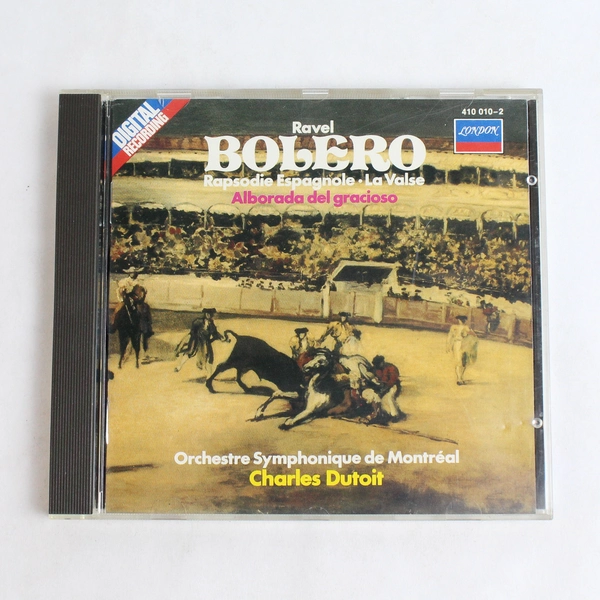 DIGITAL
RECORDING
410 010-2
LONDON
Ravel
BOLERO
Rapsodie Espagnole · La Valse
Alborada del gracioso
Orchestre Symphonique de Montréal
Charles Dutoit